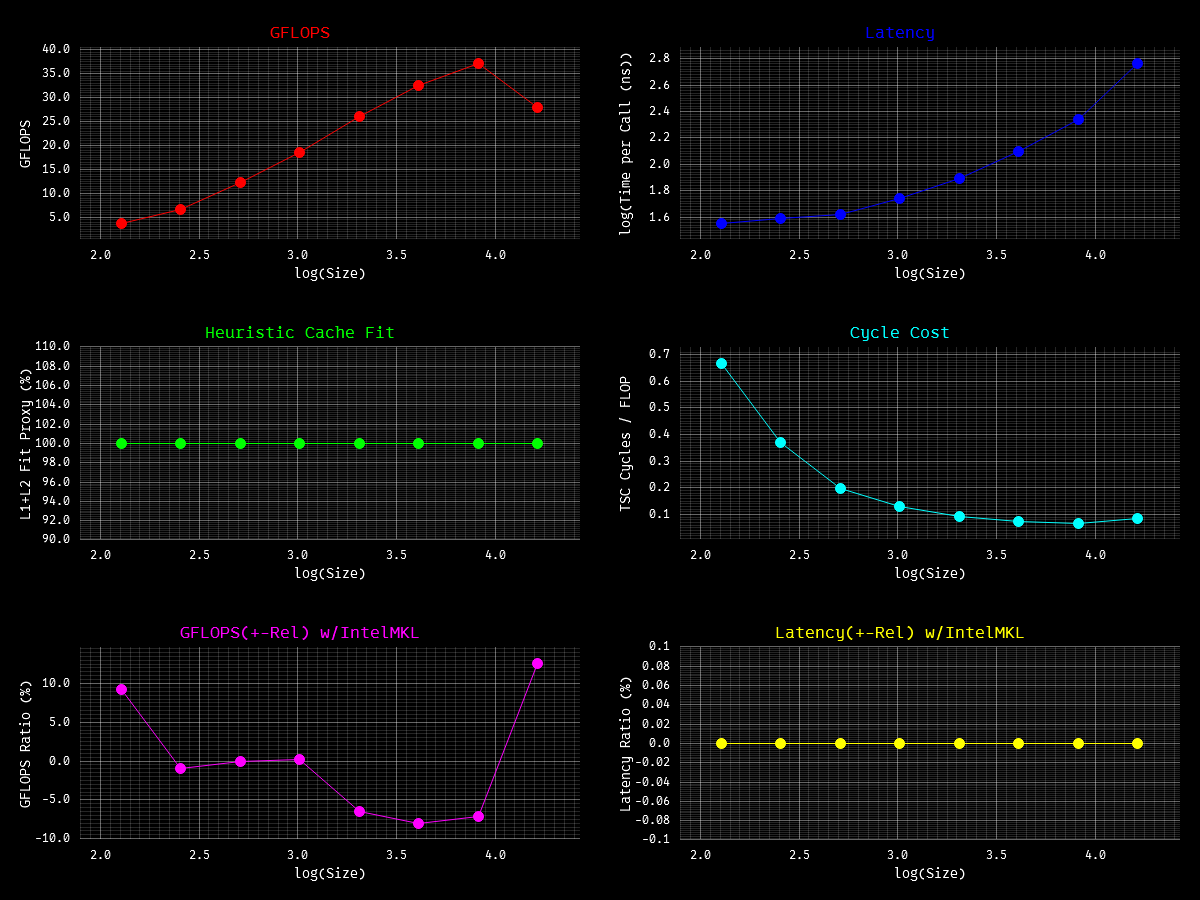 GFLOPS
40.0
35.0
30.0
25.0
20.0
15.0
10.0
5.0
GFLOPS
2.0 2.5 3.0 3.5 4.0
log(Size)
Latency
2.8
2.6
2.4
2.2
2.0
1.8
1.6
log(Time per Call (ns))
2.0 2.5 3.0 3.5 4.0
log(Size)
Heuristic Cache Fit
110.0
108.0
106.0
104.0
102.0
100.0
98.0
96.0
94.0
92.0
90.0
L1+L2 Fit Proxy (%)
2.0 2.5 3.0 3.5 4.0
log(Size)
Cycle Cost
0.7
0.6
0.5
0.4
0.3
0.2
0.1
TSC Cycles / FLOP
2.0 2.5 3.0 3.5 4.0
log(Size)
GFLOPS(+-Rel) w/IntelMKL
10.0
5.0
0.0
-5.0
-10.0
GFLOPS Ratio (%)
2.0 2.5 3.0 3.5 4.0
log(Size)
Latency(+-Rel) w/IntelMKL
0.1
0.08
0.06
0.04
0.02
0.0
-0.02
-0.04
-0.06
-0.08
-0.1
Latency Ratio (%)
2.0 2.5 3.0 3.5 4.0
log(Size)